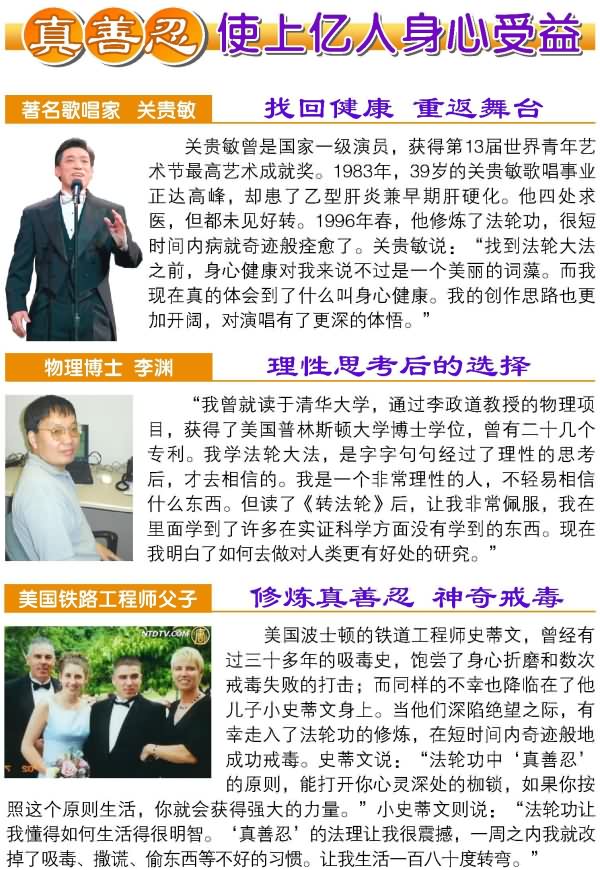 真善忍 使上亿人身心受益
著名歌唱家 关贵敏 找回健康 重返舞台
关贵敏曾是国家一级演员，获得第13届世界青年艺
术节最高艺术成就奖。1983年，39岁的关贵敏歌唱事业
正达高峰，却患了乙型肝炎兼早期肝硬化。他四处求
医，但都未见好转。1996年春，他修炼了法轮功，很短
时间内病就奇迹般痊愈了。关贵敏说：“找到法轮大法
之前，身心健康对我来说不过是一个美丽的词藻。而我
现在真的体会到了什么叫身心健康。我的创作思路也更
加开阔，对演唱有了更深的体悟。”
物理博士 李渊 理性思考后的选择
“我曾就读于清华大学，通过李政道教授的物理项
目，获得了美国普林斯顿大学博士学位，曾有二十几个
专利。我学法轮大法，是字字句句经过了理性的思考
后，才去相信的。我是一个非常理性的人，不轻易相信
什么东西。但读了《转法轮》后，让我非常佩服，我在
里面学到了许多在实证科学方面没有学到的东西。现在
我明白了如何去做对人类更有好处的研究。”
美国铁路工程师父子 修炼真善忍 神奇戒毒
NTDTV.COM
美国波士顿的铁道工程师史蒂文，曾经有
过三十多年的吸毒史，饱尝了身心折磨和数次
戒毒失败的打击；而同样的不幸也降临在了他
儿子小史蒂文身上。当他们深陷绝望之际，有
幸走入了法轮功的修炼，在短时间内奇迹般地
成功戒毒。史蒂文说：“法轮功中‘真善忍’
的原则，能打开你心灵深处的枷锁，如果你按
照这个原则生活，你就会获得强大的力量。”小史蒂文则说：“法轮功让
我懂得如何生活得很明智。‘真善忍’的法理让我很震撼，一周之内我就改
掉了吸毒、撒谎、偷东西等不好的习惯。让我生活一百八十度转弯。”